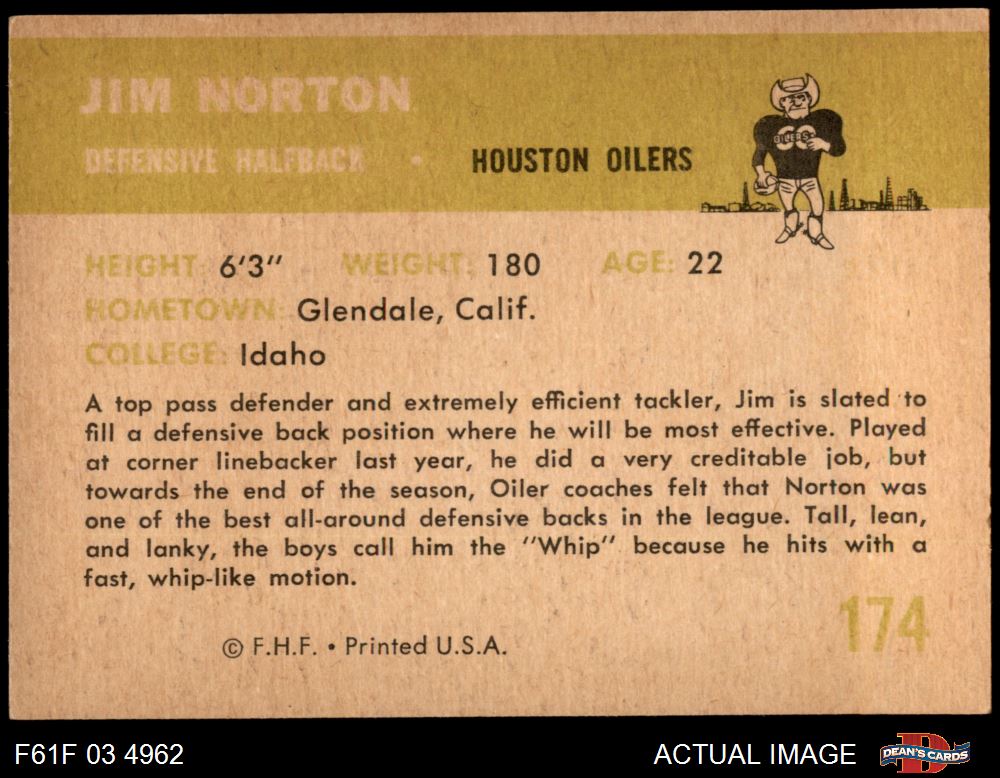 JIM NORTON
DEFENSIVE HALFBACK • HOUSTON OILERS
OILERS
HEIGHT: 6'3" WEIGHT: 180 AGE: 22
HOMETOWN: Glendale, Calif.
COLLEGE: Idaho
A top pass defender and extremely efficient tackler, Jim is slated to
fill a defensive back position where he will be most effective. Played
at corner linebacker last year, he did a very creditable job, but
towards the end of the season, Oiler coaches felt that Norton was
one of the best all-around defensive backs in the league. Tall, lean,
and lanky, the boys call him the "Whip" because he hits with a
fast, whip-like motion.
174
© F.H.F. • Printed U.S.A.
F61F 03 4962
ACTUAL IMAGE
DEAN'S CARDS